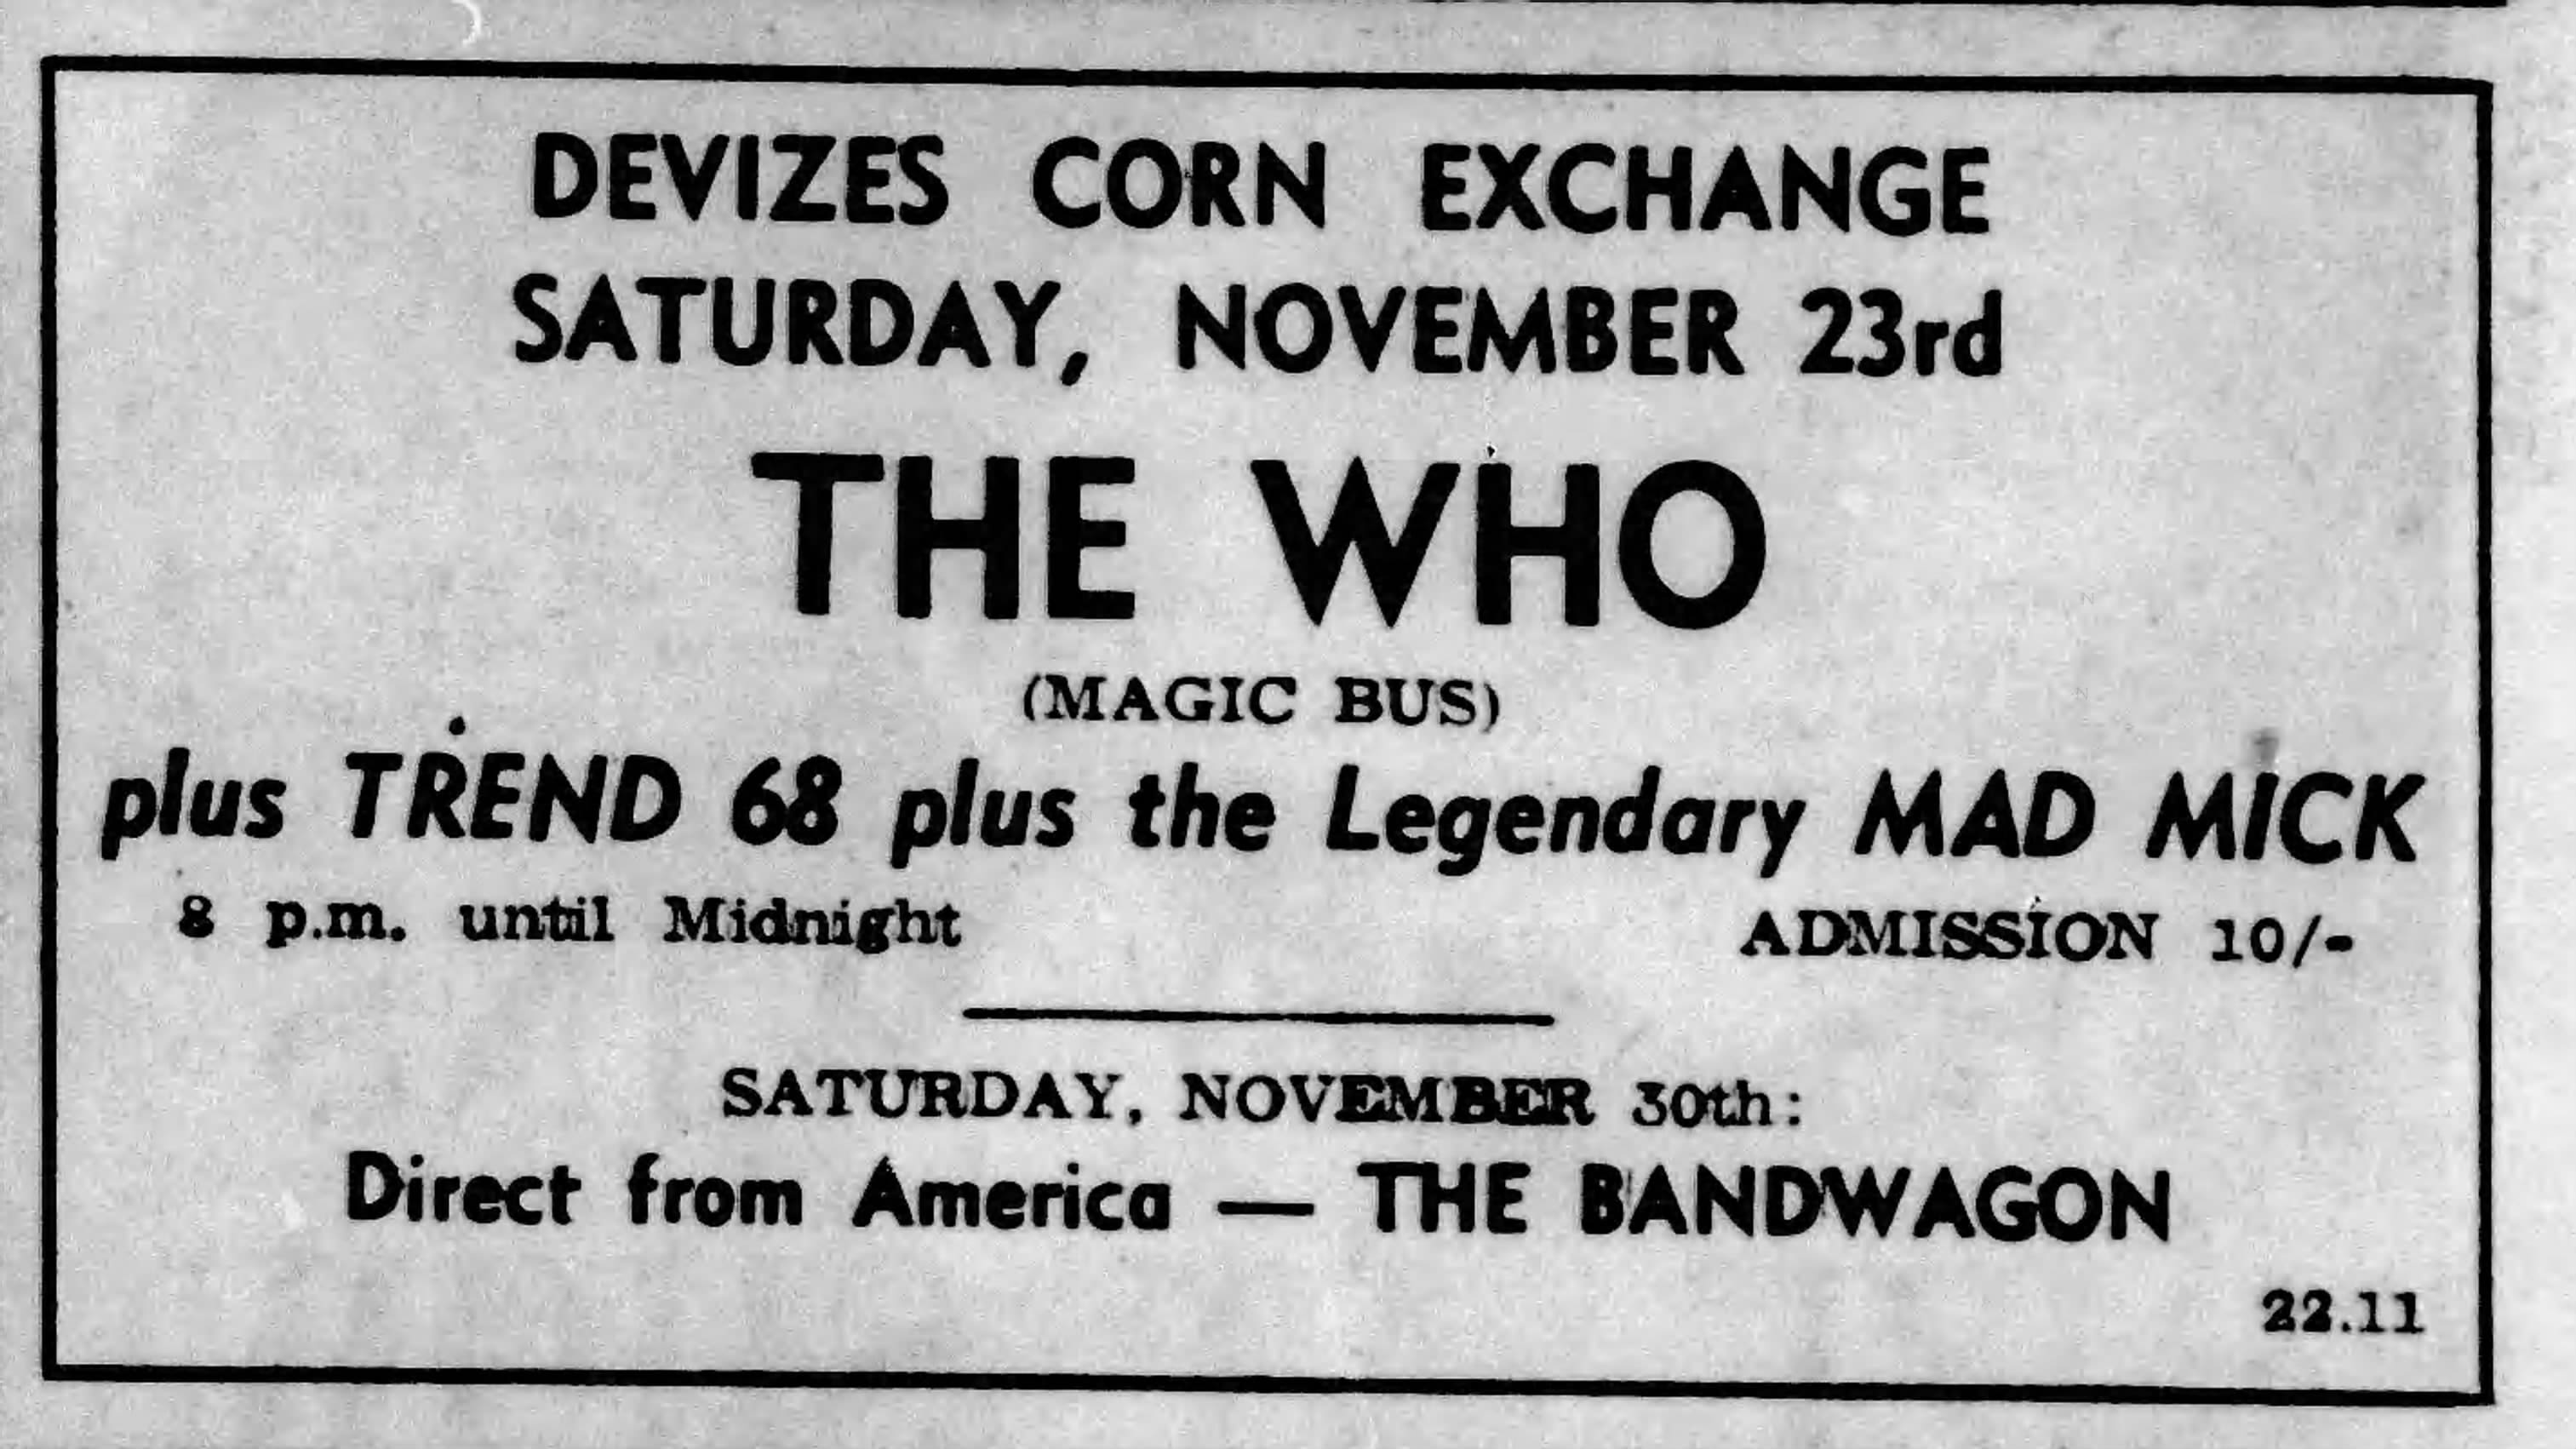 DEVIZES CORN EXCHANGE
SATURDAY, NOVEMBER 23rd
THE WHO
(MAGIC BUS)
plus TREND 68 plus the Legendary MAD MICK
8 p.m. until Midnight ADMISSION 10/-
SATURDAY, NOVEMBER 30th:
Direct from America — THE BANDWAGON
22.11